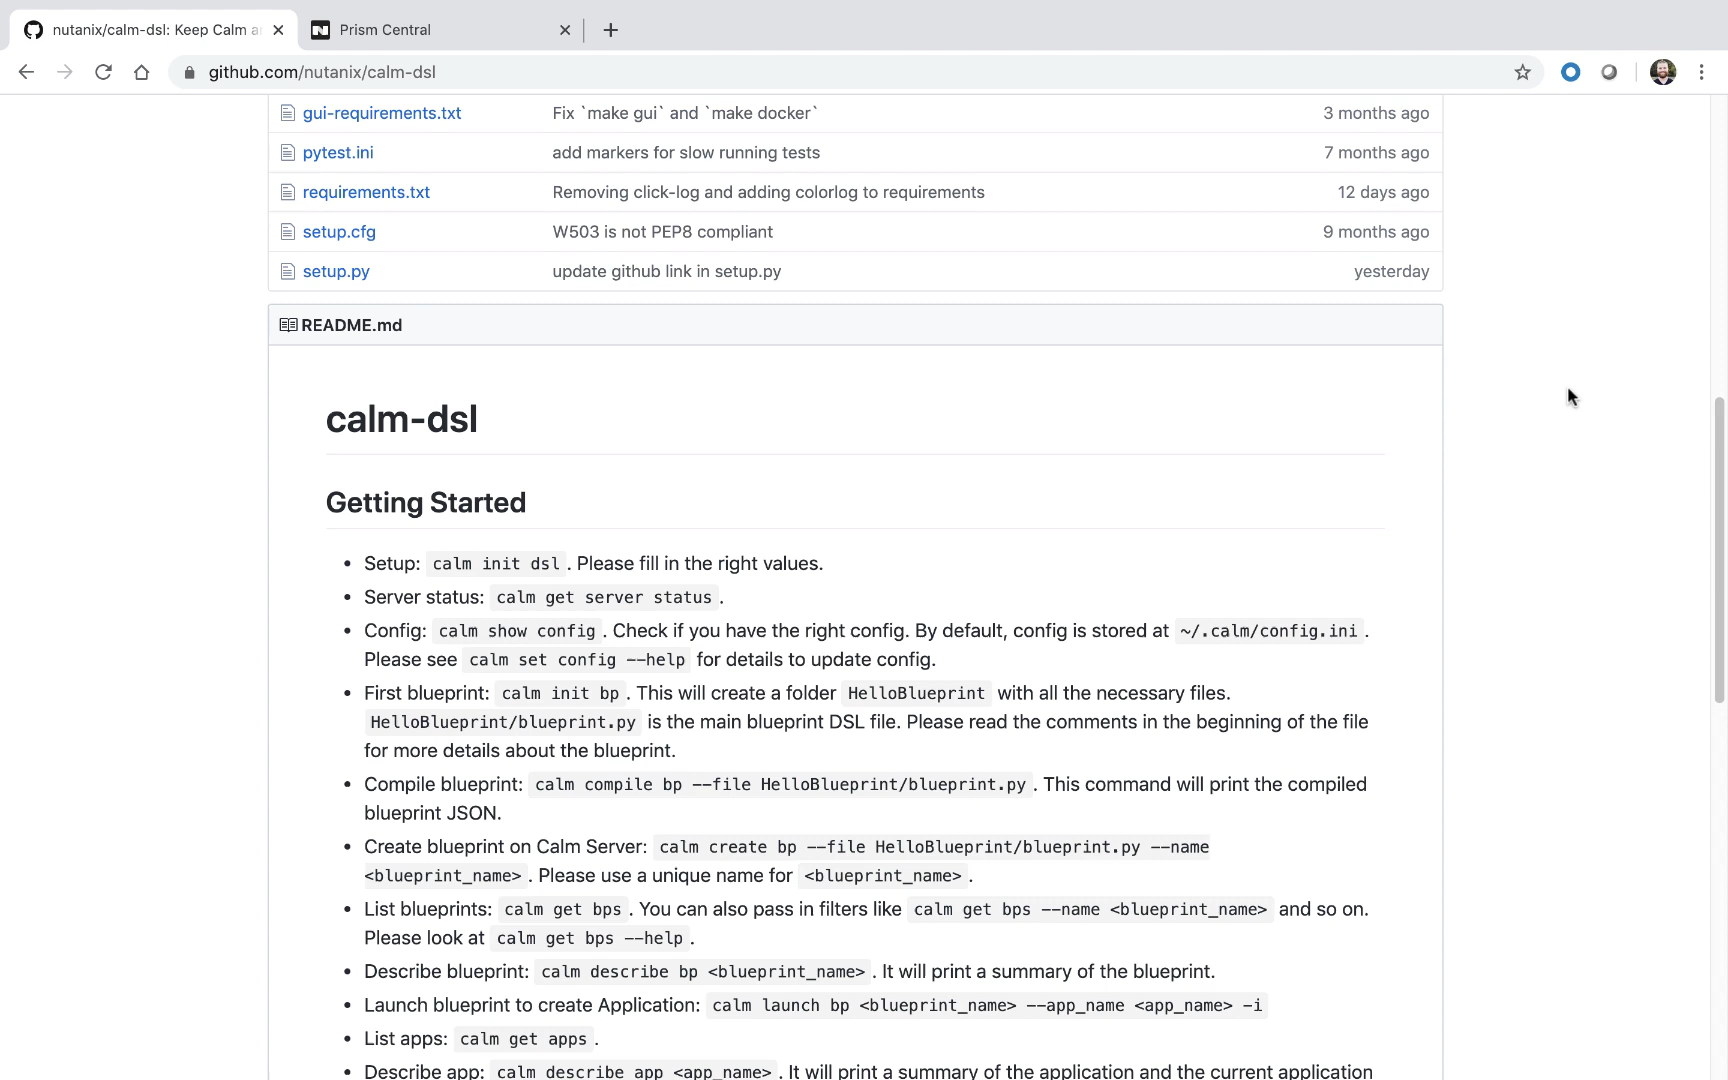 nutanix/calm-dsl: Keep Calm a
Prism Central
github.com/nutanix/calm-dsl
gui-requirements.txt Fix `make gui` and `make docker` 3 months ago
pytest.ini add markers for slow running tests 7 months ago
requirements.txt Removing click-log and adding colorlog to requirements 12 days ago
setup.cfg W503 is not PEP8 compliant 9 months ago
setup.py update github link in setup.py yesterday
README.md
calm-dsl
Getting Started
• Setup: calm init dsl . Please fill in the right values.
• Server status: calm get server status .
• Config: calm show config . Check if you have the right config. By default, config is stored at ~/.calm/config.ini .
Please see calm set config --help for details to update config.
• First blueprint: calm init bp . This will create a folder HelloBlueprint with all the necessary files.
HelloBlueprint/blueprint.py is the main blueprint DSL file. Please read the comments in the beginning of the file
for more details about the blueprint.
• Compile blueprint: calm compile bp --file HelloBlueprint/blueprint.py . This command will print the compiled
blueprint JSON.
• Create blueprint on Calm Server: calm create bp --file HelloBlueprint/blueprint.py --name
<blueprint_name> . Please use a unique name for <blueprint_name> .
• List blueprints: calm get bps . You can also pass in filters like calm get bps --name <blueprint_name> and so on.
Please look at calm get bps --help .
• Describe blueprint: calm describe bp <blueprint_name> . It will print a summary of the blueprint.
• Launch blueprint to create Application: calm launch bp <blueprint_name> --app_name <app_name> -i
• List apps: calm get apps .
• Describe app: calm describe app <app_name> . It will print a summary of the application and the current application